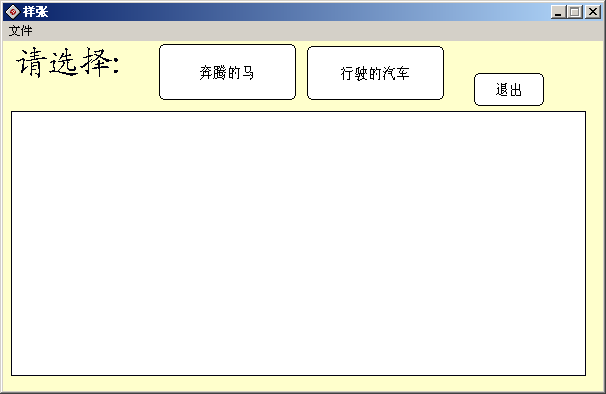 样张
文件
请选择:
奔腾的马
行驶的汽车
退出